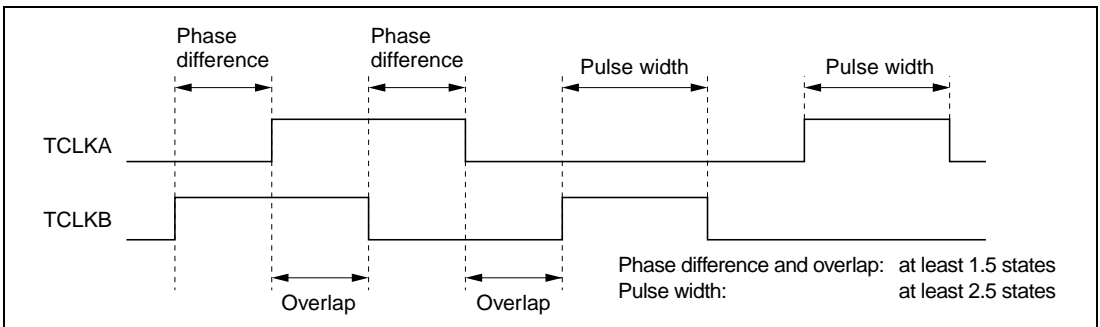 Phase
difference
Phase
difference
Pulse width
Pulse width
TCLKA
TCLKB
Overlap
Overlap
Phase difference and overlap: at least 1.5 states
Pulse width: at least 2.5 states